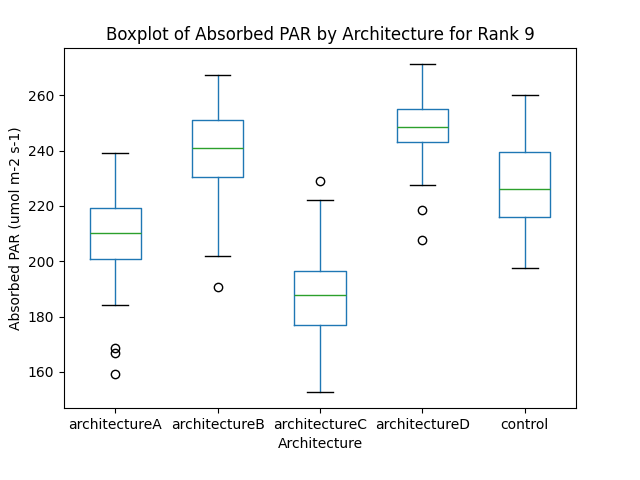 Boxplot of Absorbed PAR by Architecture for Rank 9
Absorbed PAR (umol m-2 s-1)
260
240
220
200
180
160
architectureA architectureB architectureC architectureD control
Architecture